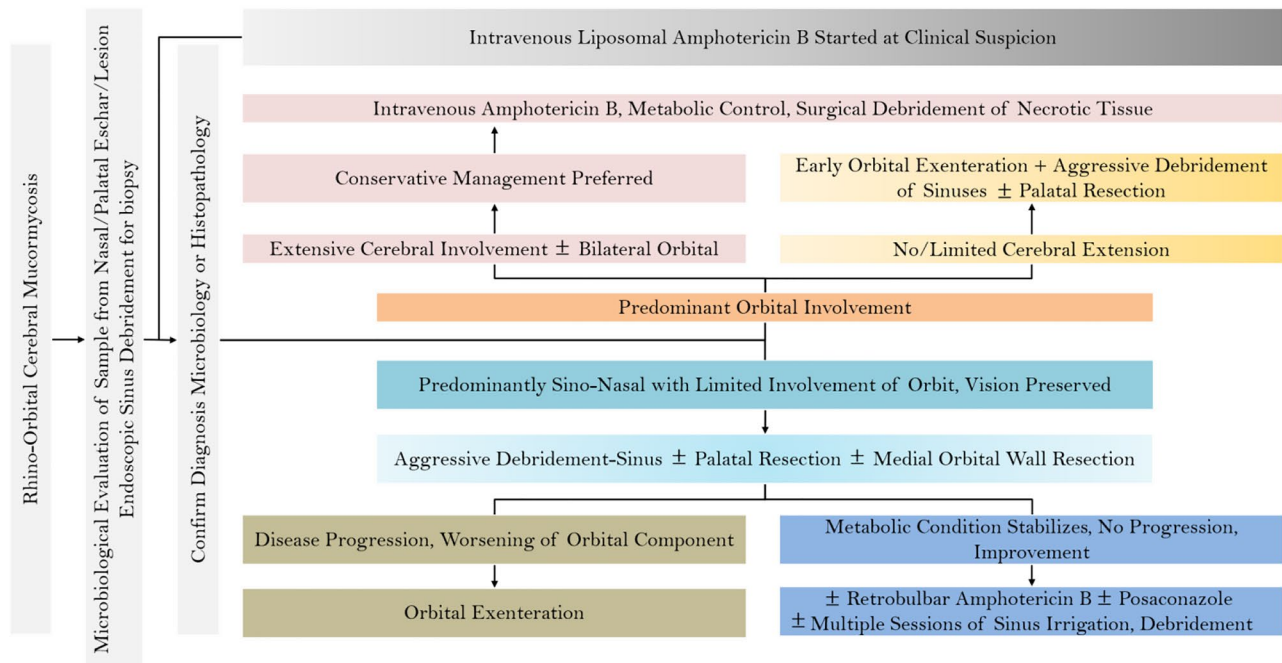 Rhino-Orbital Cerebral Mucormycosis
Microbiological Evaluation of Sample from Nasal/Palatal Eschar/Lesion
Endoscopic Sinus Debridement for biopsy
Confirm Diagnosis Microbiology or Histopathology
Intravenous Liposomal Amphotericin B Started at Clinical Suspicion
Intravenous Amphotericin B, Metabolic Control, Surgical Debridement of Necrotic Tissue
Conservative Management Preferred
Early Orbital Exenteration + Aggressive Debridement
of Sinuses ± Palatal Resection
Extensive Cerebral Involvement ± Bilateral Orbital
No/Limited Cerebral Extension
Predominant Orbital Involvement
Predominantly Sino-Nasal with Limited Involvement of Orbit, Vision Preserved
Aggressive Debridement-Sinus ± Palatal Resection ± Medial Orbital Wall Resection
Disease Progression, Worsening of Orbital Component
Metabolic Condition Stabilizes, No Progression,
Improvement
Orbital Exenteration
± Retrobulbar Amphotericin B ± Posaconazole
± Multiple Sessions of Sinus Irrigation, Debridement